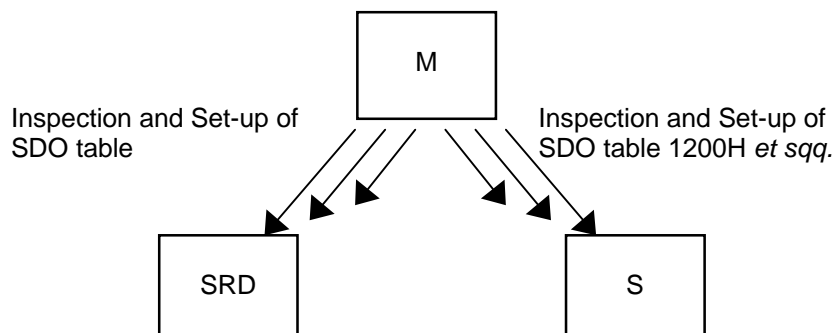 M
Inspection and Set-up of
SDO table
Inspection and Set-up of
SDO table 1200H et sqq.
SRD
S